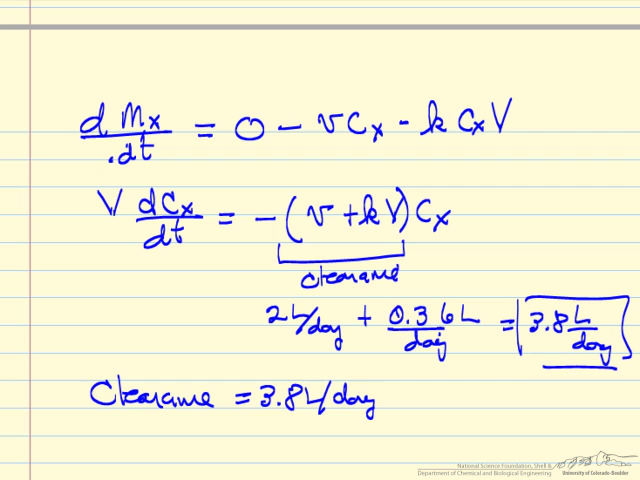 d Mx/dt = 0 - v Cx - k Cx V
V dCx/dt = -(v + kV) Cx
Clearance
2 L/day + 0.36 L/day = 3.8 L/day
Clearance = 3.8 L/day
National Science Foundation, Shell &
Department of Chemical and Biological Engineering University of Colorado-Boulder